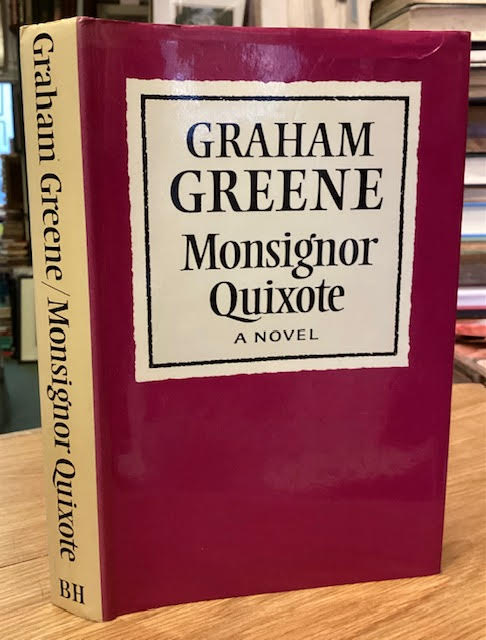 Graham Greene/Monsignor Quixote
BH
GRAHAM
GREENE
Monsignor
Quixote
A NOVEL